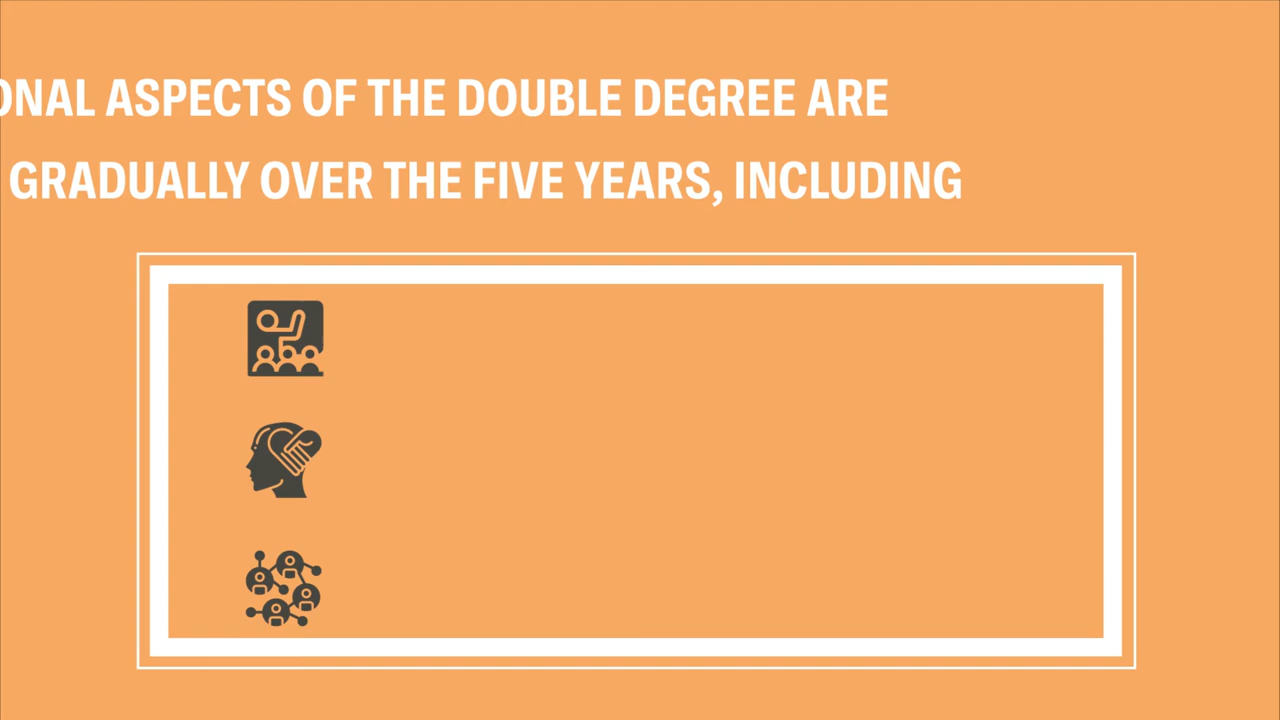 ONAL ASPECTS OF THE DOUBLE DEGREE ARE
GRADUALLY OVER THE FIVE YEARS, INCLUDING